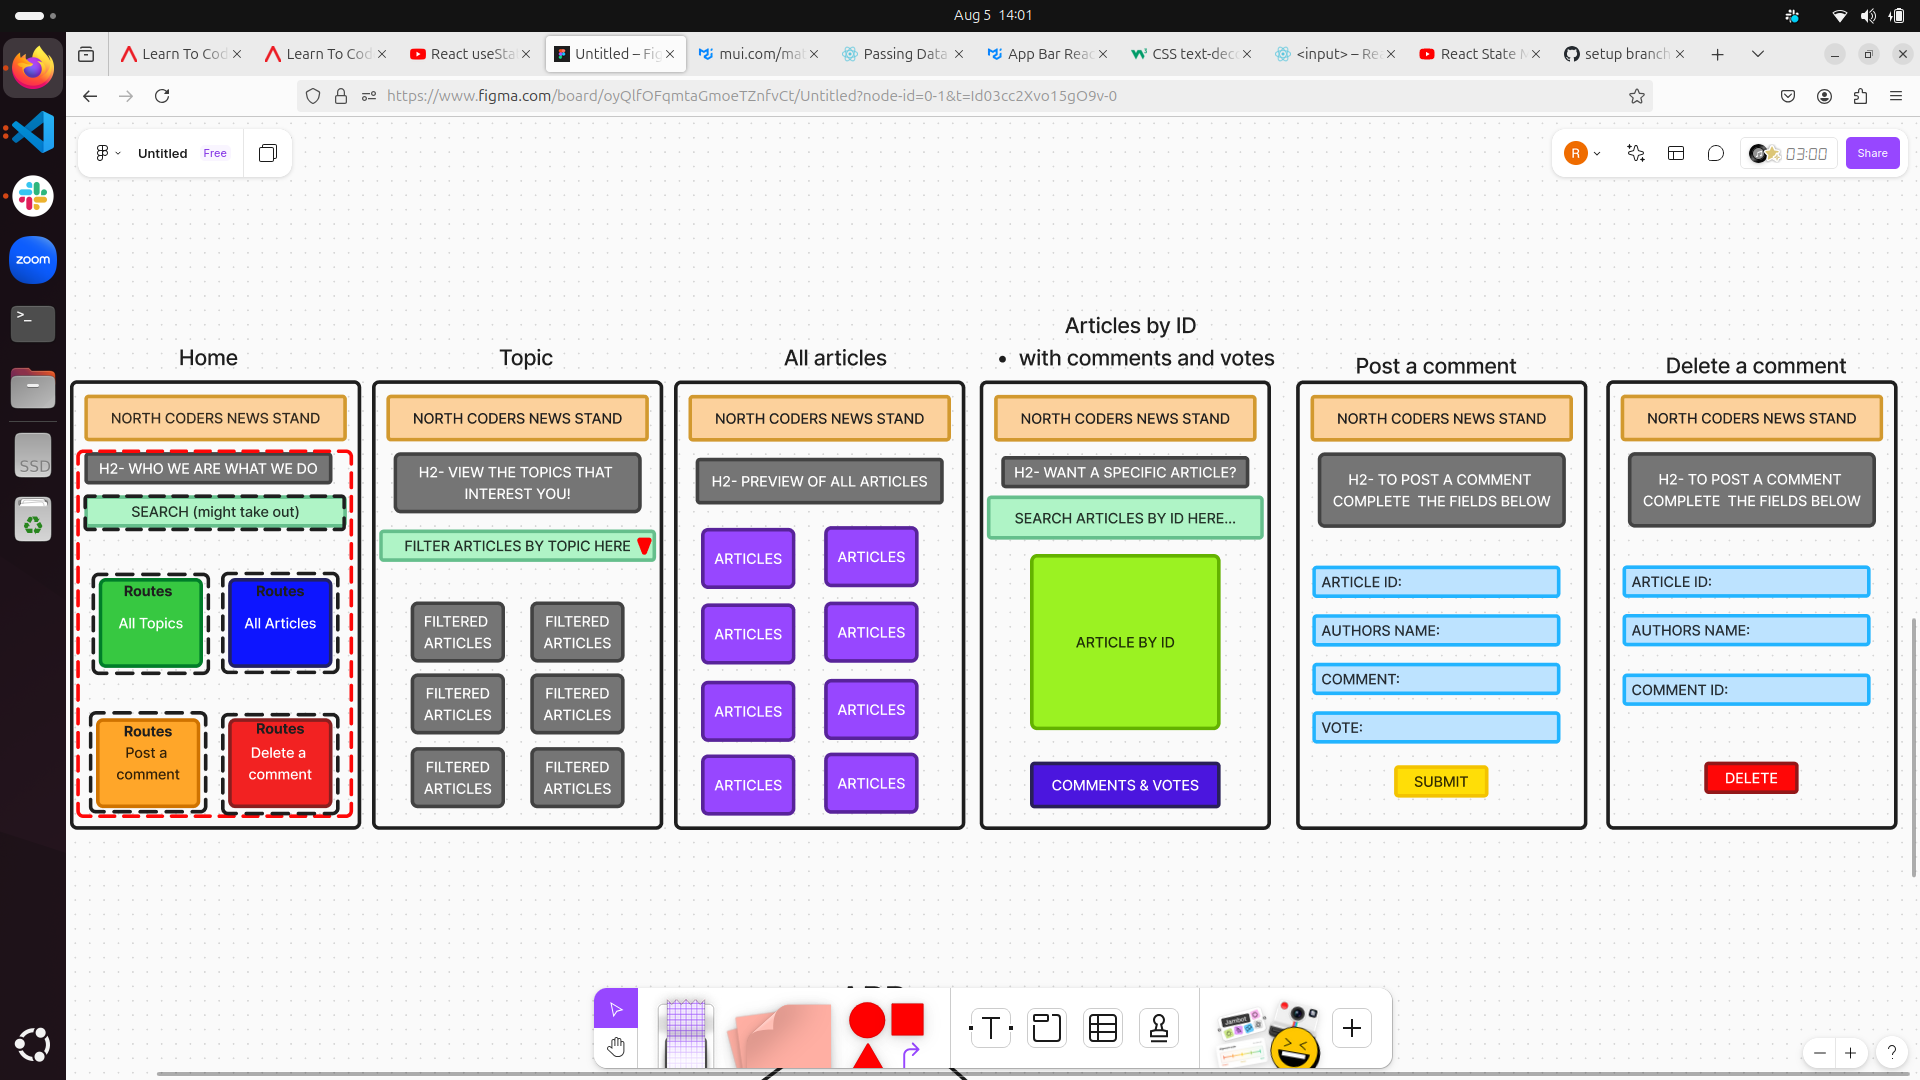 Aug 5 14:01
Learn To Cod
Learn To Cod
React useSta
Untitled – Fig
mui.com/mat
Passing Data
App Bar Reac
CSS text-deco
<input> – Rea
React State M
setup branch
https://www.figma.com/board/oyQlfOFqmtaGmoeTZnfvCt/Untitled?node-id=0-1&t=Id03cc2Xvo15gO9v-0
Untitled Free
R
03:00
Share
zoom
>_
SSD
Home
NORTH CODERS NEWS STAND
H2- WHO WE ARE WHAT WE DO
SEARCH (might take out)
Routes
All Topics
Routes
All Articles
Routes
Post a
comment
Routes
Delete a
comment
Topic
NORTH CODERS NEWS STAND
H2- VIEW THE TOPICS THAT
INTEREST YOU!
FILTER ARTICLES BY TOPIC HERE
FILTERED
ARTICLES
FILTERED
ARTICLES
FILTERED
ARTICLES
FILTERED
ARTICLES
FILTERED
ARTICLES
FILTERED
ARTICLES
All articles
NORTH CODERS NEWS STAND
H2- PREVIEW OF ALL ARTICLES
ARTICLES
ARTICLES
ARTICLES
ARTICLES
ARTICLES
ARTICLES
ARTICLES
ARTICLES
Articles by ID
• with comments and votes
NORTH CODERS NEWS STAND
H2- WANT A SPECIFIC ARTICLE?
SEARCH ARTICLES BY ID HERE...
ARTICLE BY ID
COMMENTS & VOTES
Post a comment
NORTH CODERS NEWS STAND
H2- TO POST A COMMENT
COMPLETE THE FIELDS BELOW
ARTICLE ID:
AUTHORS NAME:
COMMENT:
VOTE:
SUBMIT
Delete a comment
NORTH CODERS NEWS STAND
H2- TO POST A COMMENT
COMPLETE THE FIELDS BELOW
ARTICLE ID:
AUTHORS NAME:
COMMENT ID:
DELETE
T
Jambot
?